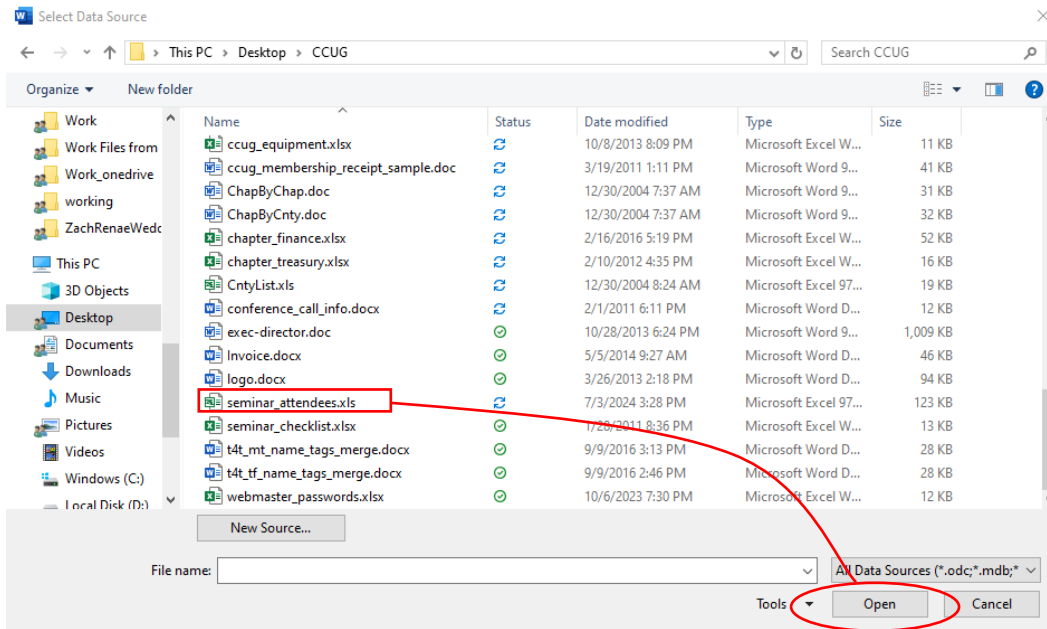 Select Data Source
This PC > Desktop > CCUG
Search CCUG
Organize
New folder
Work
Work Files from
Work_onedrive
working
ZachRenaeWedd
This PC
3D Objects
Desktop
Documents
Downloads
Music
Pictures
Videos
Windows (C:)
Local Disk (D:)
Name Status Date modified Type Size
ccug_equipment.xlsx 10/8/2013 8:09 PM Microsoft Excel W... 11 KB
ccug_membership_receipt_sample.doc 3/19/2011 1:11 PM Microsoft Word 9... 41 KB
ChapByChap.doc 12/30/2004 7:37 AM Microsoft Word 9... 31 KB
ChapByCnty.doc 12/30/2004 7:37 AM Microsoft Word 9... 32 KB
chapter_finance.xlsx 2/16/2016 5:19 PM Microsoft Excel W... 52 KB
chapter_treasury.xlsx 2/10/2012 4:35 PM Microsoft Excel W... 16 KB
CntyList.xls 12/30/2004 8:24 AM Microsoft Excel 97... 19 KB
conference_call_info.docx 2/1/2011 6:11 PM Microsoft Word D... 12 KB
exec-director.doc 10/28/2013 6:24 PM Microsoft Word 9... 1,009 KB
Invoice.docx 5/5/2014 9:27 AM Microsoft Word D... 46 KB
logo.docx 3/26/2013 2:18 PM Microsoft Word D... 94 KB
seminar_attendees.xls 7/3/2024 3:28 PM Microsoft Excel 97... 123 KB
seminar_checklist.xlsx 1/28/2011 8:36 PM Microsoft Excel W... 13 KB
t4t_mt_name_tags_merge.docx 9/9/2016 3:13 PM Microsoft Word D... 28 KB
t4t_tf_name_tags_merge.docx 9/9/2016 2:46 PM Microsoft Word D... 28 KB
webmaster_passwords.xlsx 10/6/2023 7:30 PM Microsoft Excel W... 12 KB
New Source...
File name:
All Data Sources (*.odc;*.mdb;*
Tools
Open
Cancel